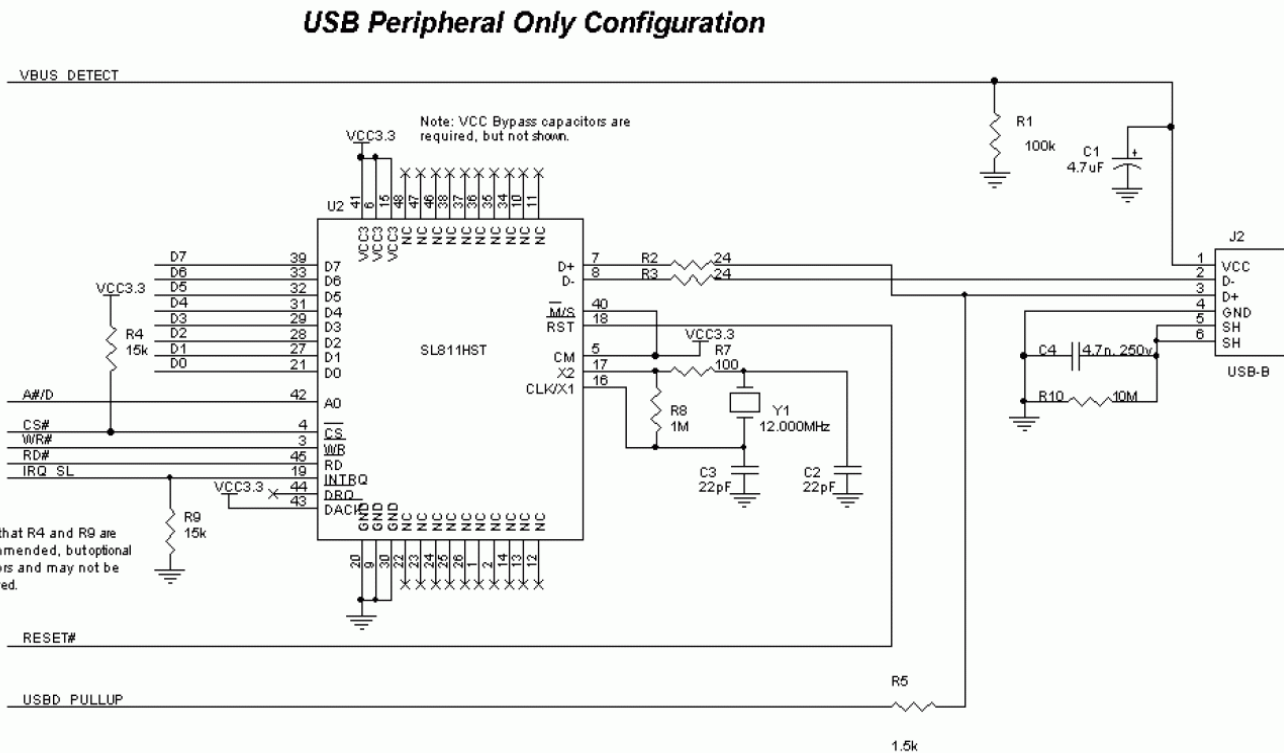 USB Peripheral Only Configuration
VBUS DETECT
Note: VCC Bypass capacitors are
required, but not shown.
VCC3.3
R1
100k
C1
+
4.7uF
U2
41 6 15 48 47 46 38 37 36 35 34 10 11
VCC3 VCC3 VCC3 NC NC NC NC NC NC NC NC NC NC
J2
D7 39 D7
D6 33 D6
D5 32 D5
D4 31 D4
D3 29 D3
D2 28 D2
D1 27 D1
D0 21 D0
VCC3.3
R4
15k
SL811HST
D+ 7 R2 24
D- 8 R3 24
M/S 40
RST 18
CM 5
X2 17
CLK/X1 16
VCC3.3
R7
100
R8
1M
Y1
12.000MHz
C3
22pF
C2
22pF
1 VCC
2 D-
3 D+
4 GND
5 SH
6 SH
USB-B
C4 4.7n, 250v
R10 10M
A#/D 42 A0
CS# 4 CS
WR# 3 WR
RD# 45 RD
IRQ SL 19 INTRQ
44 DRQ
VCC3.3 43 DACK
R9
15k
GND GND GND NC NC NC NC NC NC NC NC NC NC
20 9 30 22 23 24 25 26 1 2 14 13 12
that R4 and R9 are
mmended, but optional
ors and may not be
red.
RESET#
USBD PULLUP
R5
1.5k